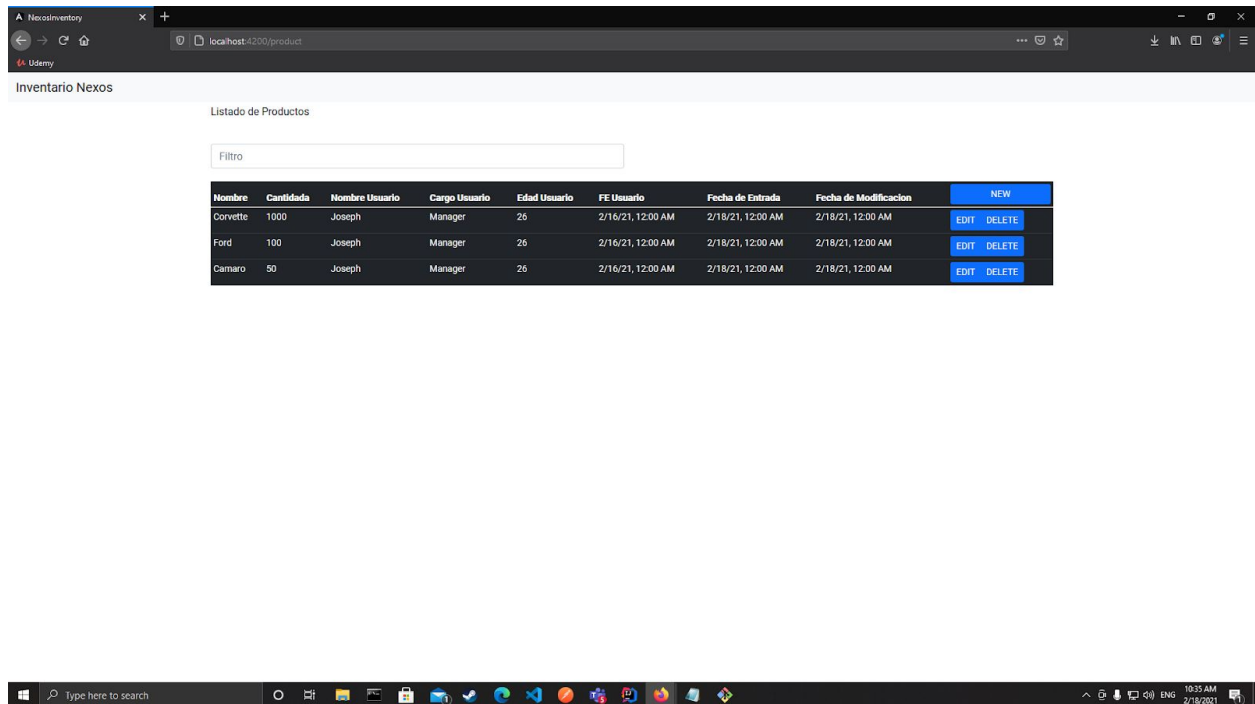 NexosInventory
localhost:4200/product
Udemy
Inventario Nexos
Listado de Productos
Filtro
Nombre Cantidada Nombre Usuario Cargo Usuario Edad Usuario FE Usuario Fecha de Entrada Fecha de Modificacion NEW
Corvette 1000 Joseph Manager 26 2/16/21, 12:00 AM 2/18/21, 12:00 AM 2/18/21, 12:00 AM EDIT DELETE
Ford 100 Joseph Manager 26 2/16/21, 12:00 AM 2/18/21, 12:00 AM 2/18/21, 12:00 AM EDIT DELETE
Camaro 50 Joseph Manager 26 2/16/21, 12:00 AM 2/18/21, 12:00 AM 2/18/21, 12:00 AM EDIT DELETE
Type here to search ENG 10:35 AM
2/18/2021